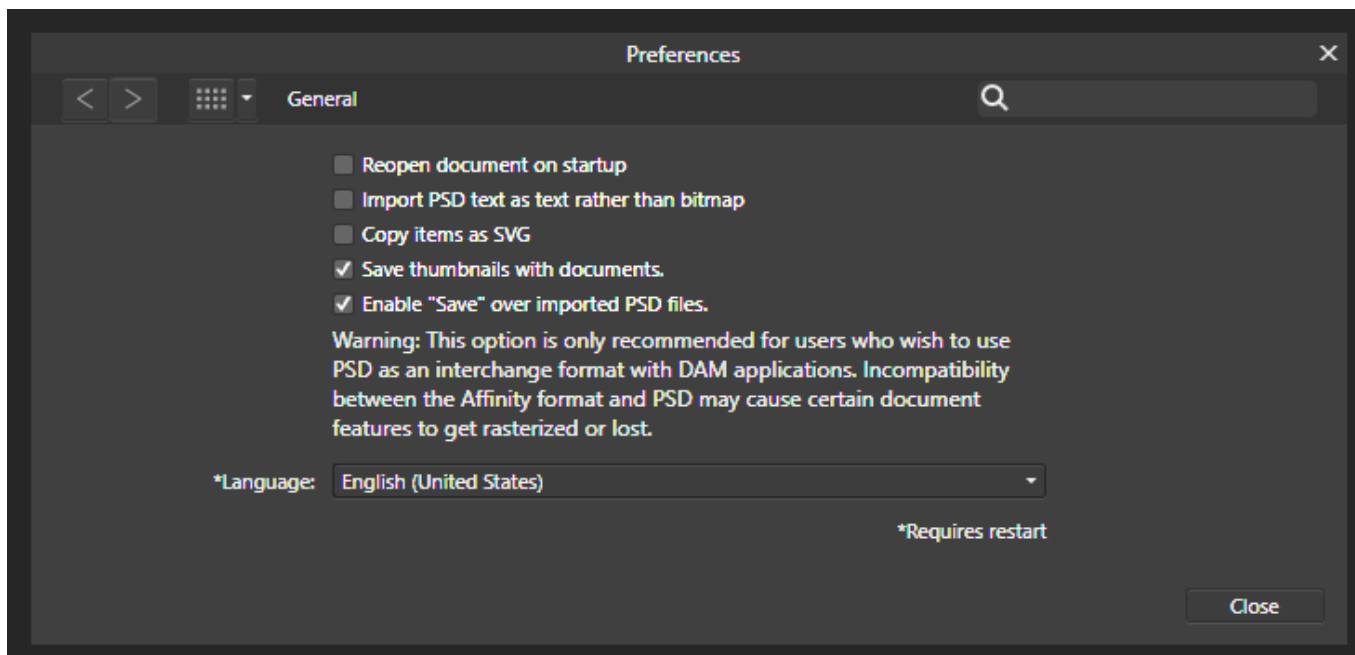 Preferences
General
Reopen document on startup
Import PSD text as text rather than bitmap
Copy items as SVG
Save thumbnails with documents.
Enable "Save" over imported PSD files.
Warning: This option is only recommended for users who wish to use
PSD as an interchange format with DAM applications. Incompatibility
between the Affinity format and PSD may cause certain document
features to get rasterized or lost.
*Language: English (United States)
*Requires restart
Close